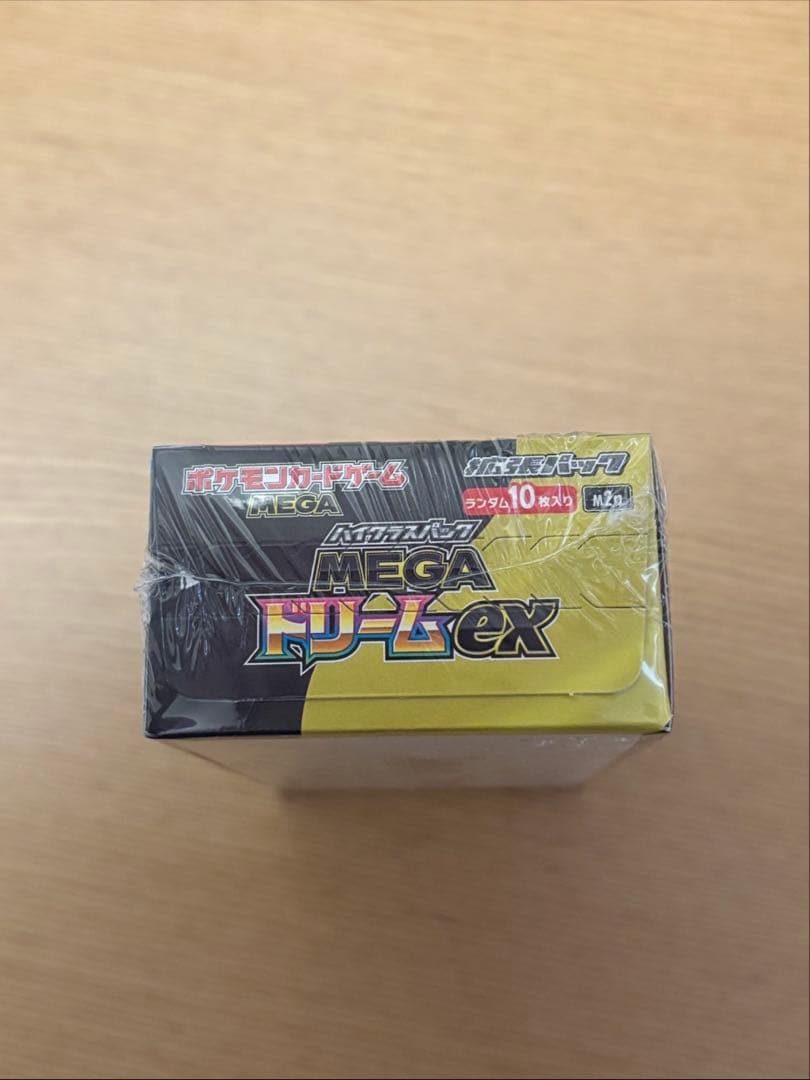 ポケモンカードゲーム
MEGA
拡張パック
ランダム10枚入り
M2a
ハイクラスパック
MEGA
ドリームex